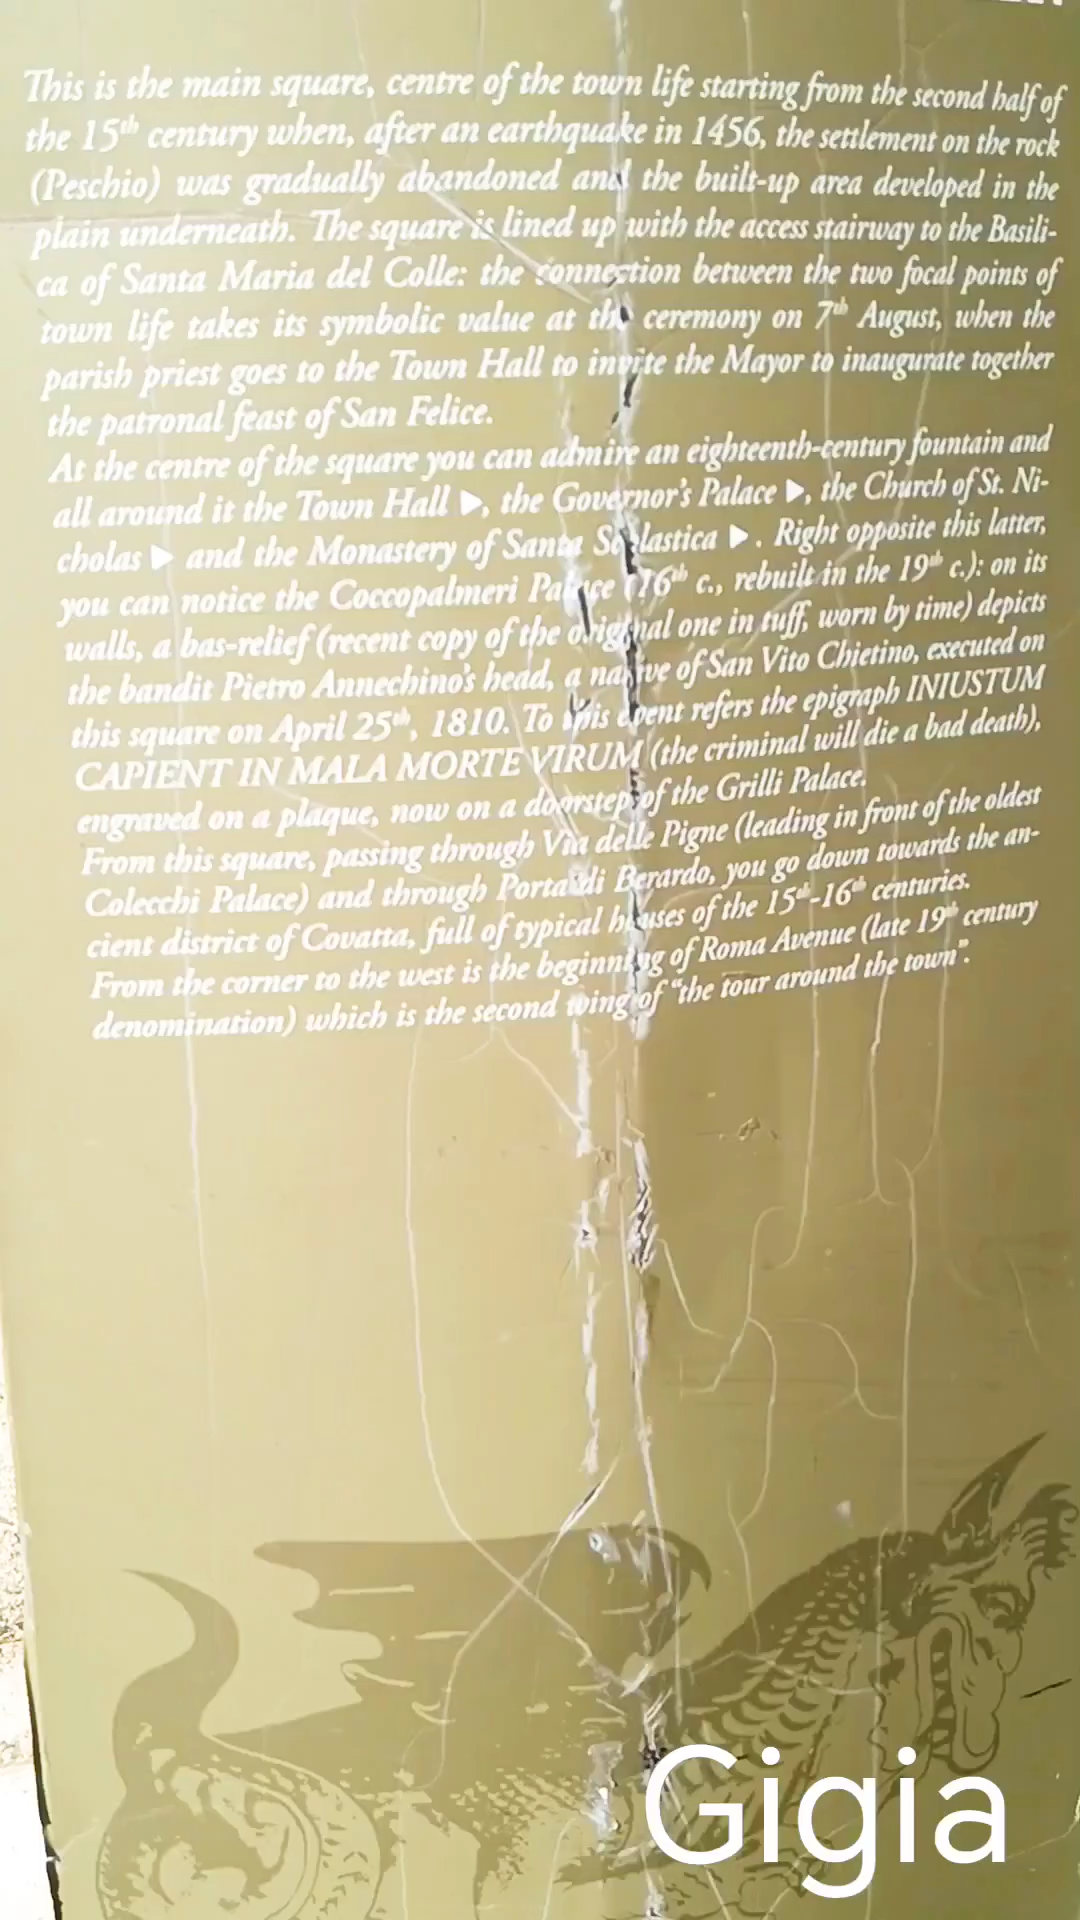 This is the main square, centre of the town life starting from the second half of
the 15th century when, after an earthquake in 1456, the settlement on the rock
(Peschio) was gradually abandoned and the built-up area developed in the
plain underneath. The square is lined up with the access stairway to the Basili-
ca of Santa Maria del Colle: the connection between the two focal points of
town life takes its symbolic value at the ceremony on 7th August, when the
parish priest goes to the Town Hall to invite the Mayor to inaugurate together
the patronal feast of San Felice.
At the centre of the square you can admire an eighteenth-century fountain and
all around it the Town Hall ▶, the Governor's Palace ▶, the Church of St. Ni-
cholas ▶ and the Monastery of Santa Scolastica ▶. Right opposite this latter,
you can notice the Coccopalmeri Palace (16th c., rebuilt in the 19th c.): on its
walls, a bas-relief (recent copy of the original one in tuff, worn by time) depicts
the bandit Pietro Annechino's head, a native of San Vito Chietino, executed on
this square on April 25th, 1810. To this event refers the epigraph INIUSTUM
CAPIENT IN MALA MORTE VIRUM (the criminal will die a bad death),
engraved on a plaque, now on a doorstep of the Grilli Palace.
From this square, passing through Via delle Pigne (leading in front of the oldest
Colecchi Palace) and through Porta di Berardo, you go down towards the an-
cient district of Covatta, full of typical houses of the 15th-16th centuries.
From the corner to the west is the beginning of Roma Avenue (late 19th century
denomination) which is the second wing of "the tour around the town".
Gigia